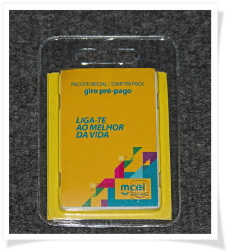 PACOTE INICIAL / STARTER PACK
giro pré-pago
LIGA-TE
AO MELHOR
DA VIDA
mcel